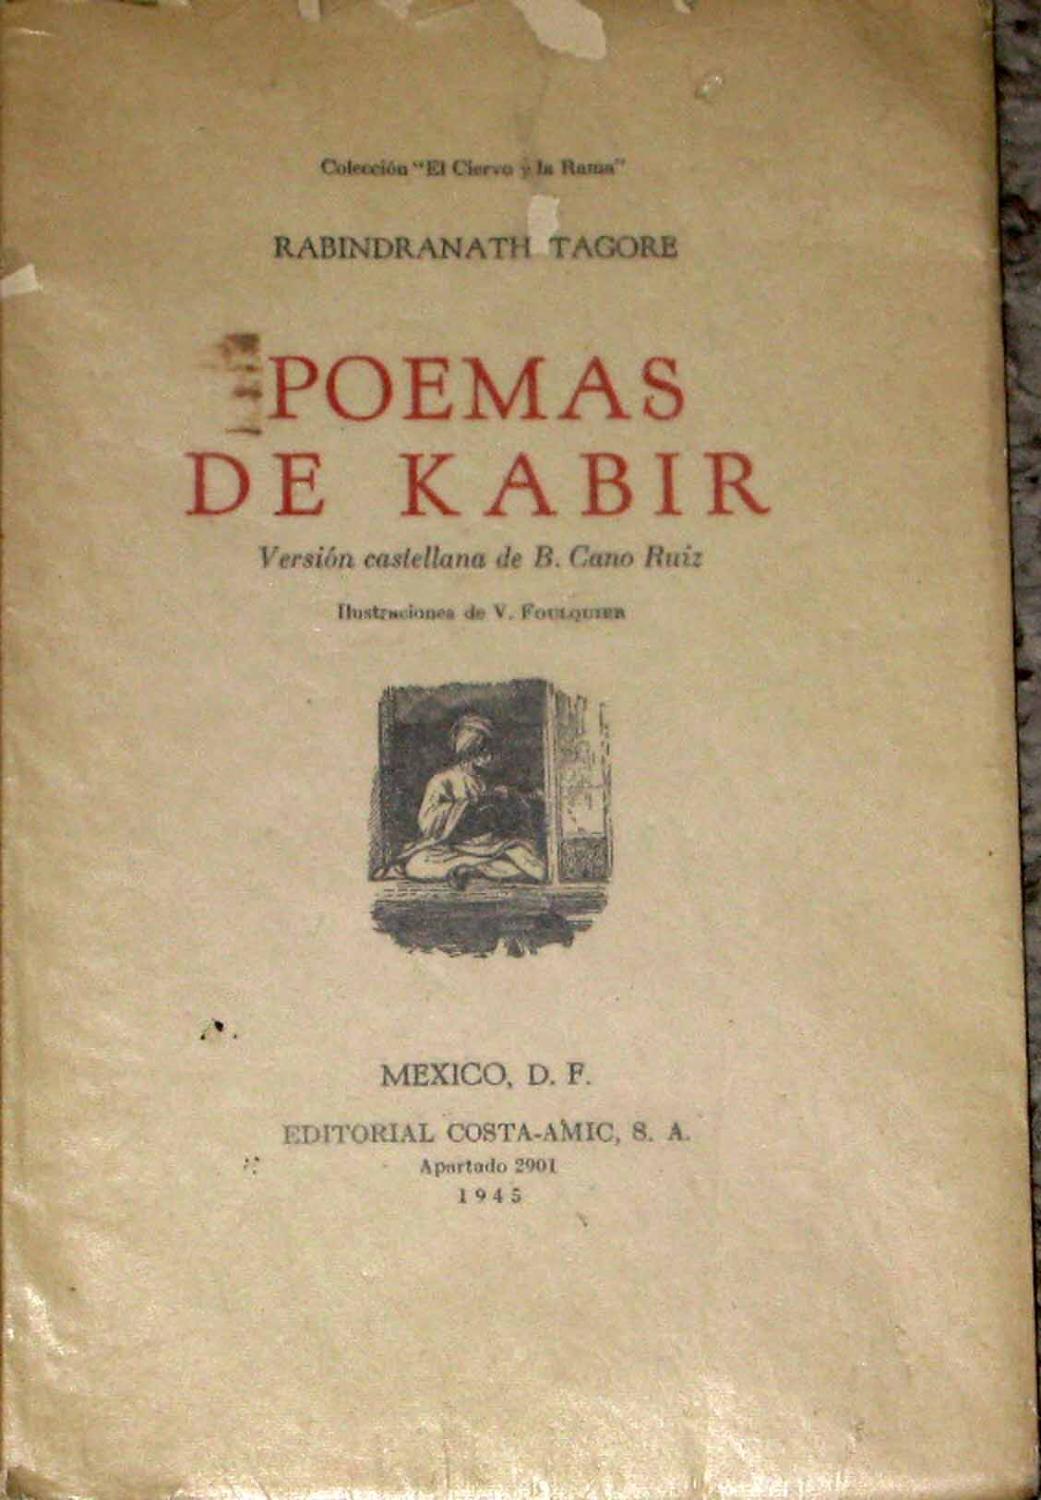 Colección "El Ciervo y la Rama"
RABINDRANATH TAGORE
POEMAS
DE KABIR
Versión castellana de B. Cano Ruiz
Ilustraciones de V. FOULQUIER
MEXICO, D. F.
EDITORIAL COSTA-AMIC, S. A.
Apartado 2901
1945